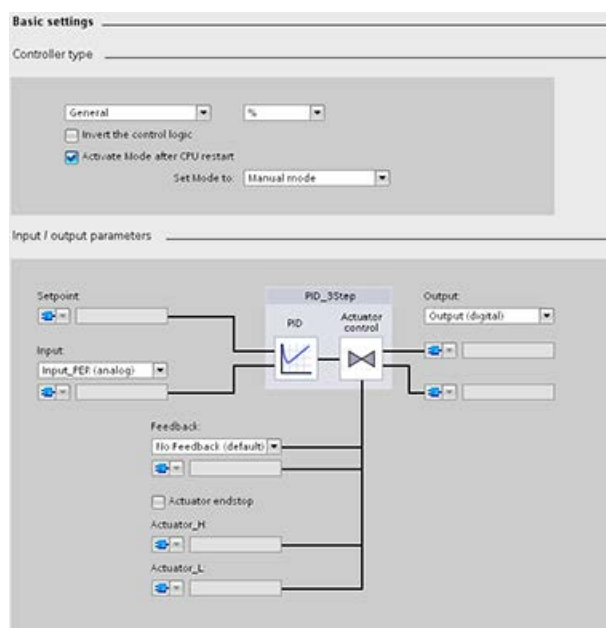 Basic settings
Controller type
General
%
Invert the control logic
Activate Mode after CPU restart
Set Mode to:
Manual mode
Input / output parameters
Setpoint:
PID_3Step
Output:
PID
Actuator
control
Output (digital)
Input:
Input_PER (analog)
Feedback:
No Feedback (default)
Actuator endstop
Actuator_H:
Actuator_L: